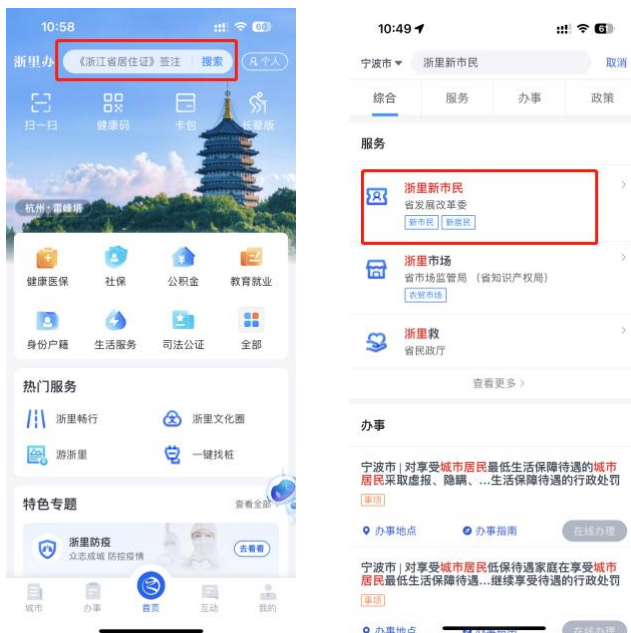 10:58
60
浙里办
《浙江省居住证》签注
搜索
个人
扫一扫
健康码
卡包
长辈版
杭州·雷峰塔
健康医保
社保
公积金
教育就业
身份户籍
生活服务
司法公证
全部
热门服务
浙里畅行
浙里文化圈
游浙里
一键找桩
特色专题
查看全部
浙里防疫
众志成城 防控疫情
去看看
城市
办事
首页
互动
我的
10:49
61
宁波市
浙里新市民
取消
综合
服务
办事
政策
服务
浙里新市民
省发展改革委
新市民
新居民
浙里市场
省市场监管局 （省知识产权局）
农贸市场
浙里救
省民政厅
查看更多 >
办事
宁波市 | 对享受城市居民最低生活保障待遇的城市
居民采取虚报、隐瞒、...生活保障待遇的行政处罚
事项
办事地点
办事指南
在线办理
宁波市 | 对享受城市居民低保待遇家庭在享受城市
居民最低生活保障待遇...继续享受待遇的行政处罚
事项
办事地点
办事指南
在线办理